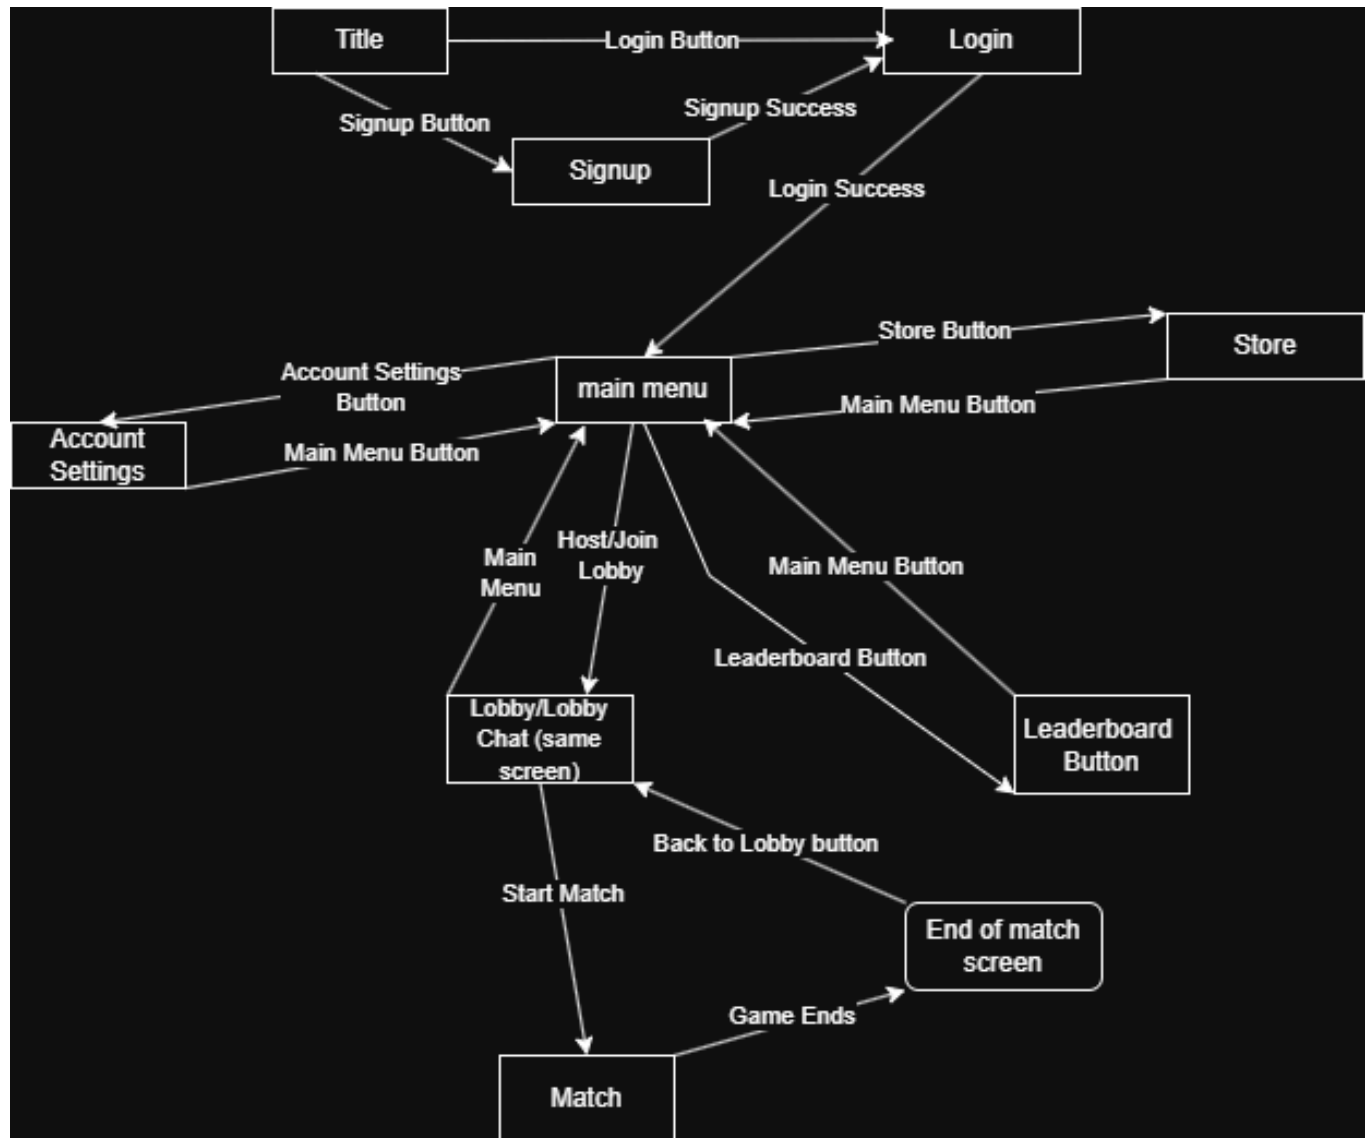 Title
Login Button
Login
Signup Button
Signup Success
Signup
Login Success
Store Button
Store
Account Settings
Button
main menu
Main Menu Button
Account
Settings
Main Menu Button
Main
Menu
Host/Join
Lobby
Main Menu Button
Leaderboard Button
Lobby/Lobby
Chat (same
screen)
Leaderboard
Button
Back to Lobby button
Start Match
End of match
screen
Game Ends
Match